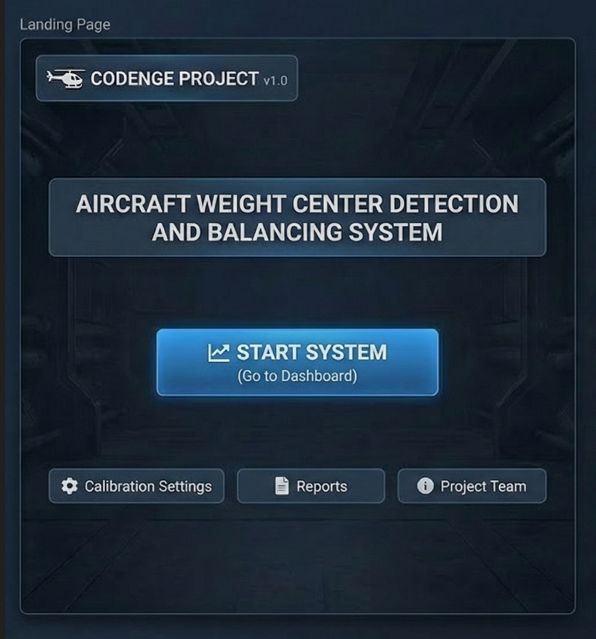 Landing Page
CODENGE PROJECT v1.0
AIRCRAFT WEIGHT CENTER DETECTION
AND BALANCING SYSTEM
START SYSTEM
(Go to Dashboard)
Calibration Settings
Reports
Project Team